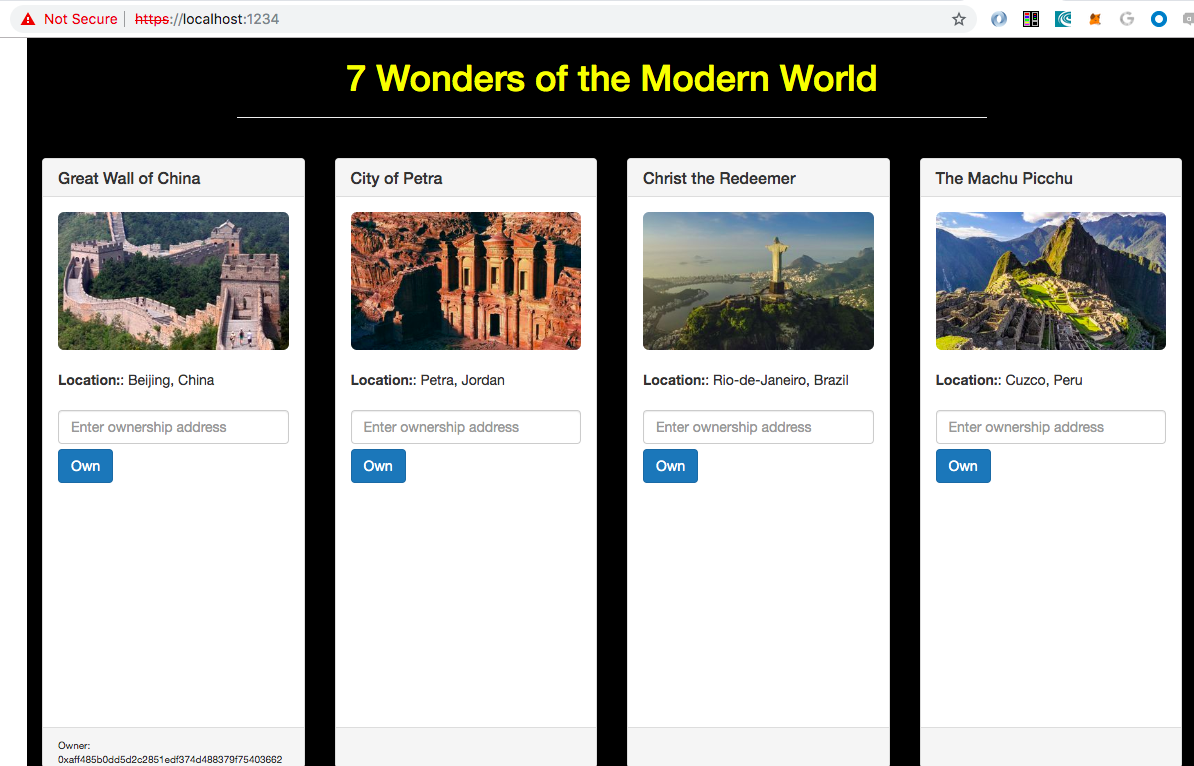 Not Secure | https://localhost:1234
7 Wonders of the Modern World
Great Wall of China
City of Petra
Christ the Redeemer
The Machu Picchu
Location:: Beijing, China
Location:: Petra, Jordan
Location:: Rio-de-Janeiro, Brazil
Location:: Cuzco, Peru
Enter ownership address
Enter ownership address
Enter ownership address
Enter ownership address
Own
Own
Own
Own
Owner:
0xaff485b0dd5d2c2851edf374d488379f75403662